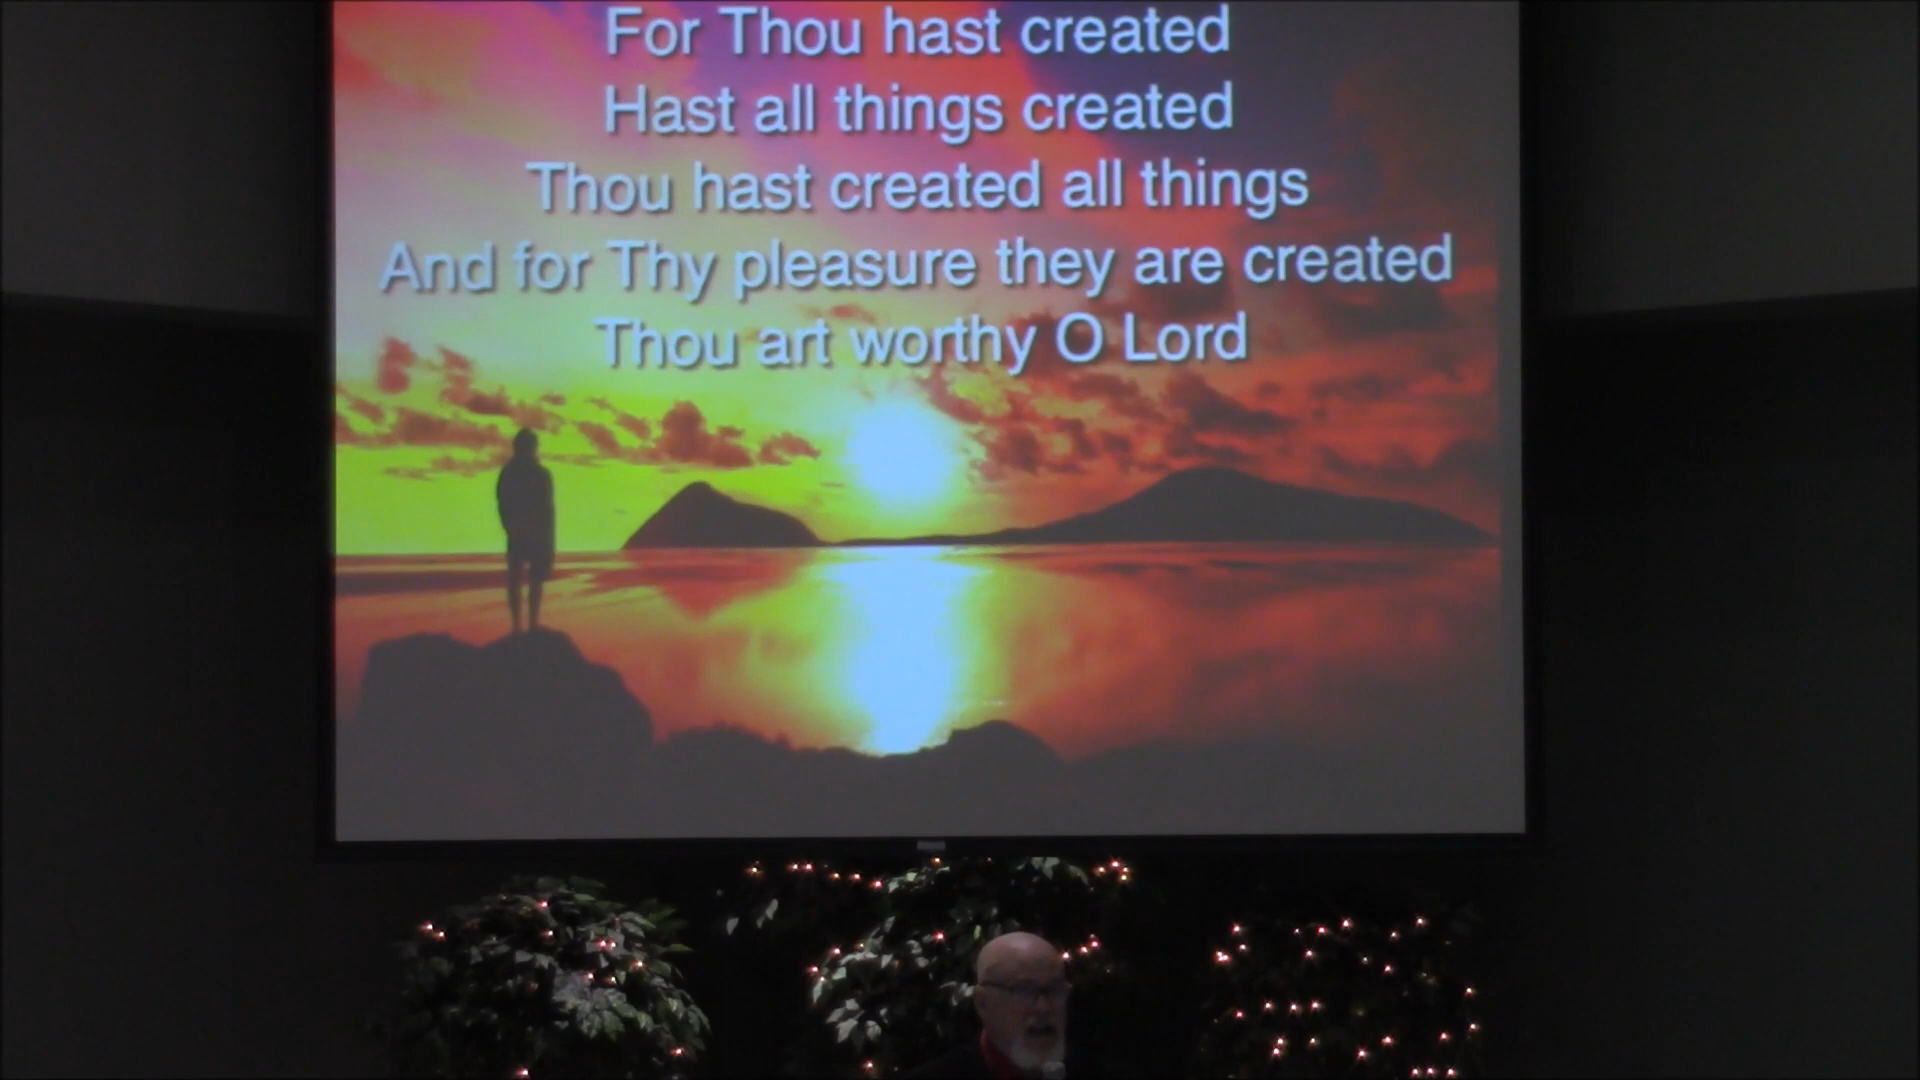 For Thou hast created
Hast all things created
Thou hast created all things
And for Thy pleasure they are created
Thou art worthy O Lord